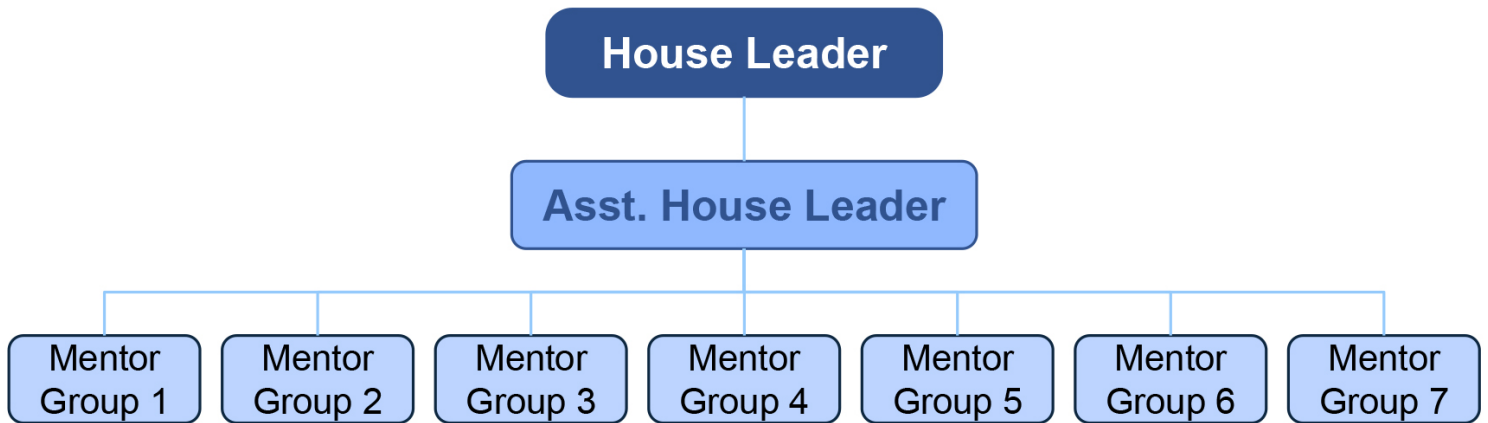 House Leader
Asst. House Leader
Mentor
Group 1
Mentor
Group 2
Mentor
Group 3
Mentor
Group 4
Mentor
Group 5
Mentor
Group 6
Mentor
Group 7